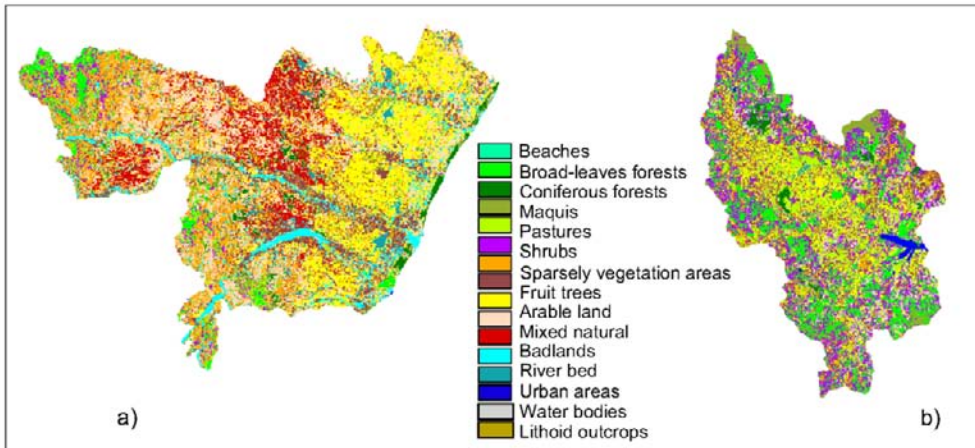 Beaches
Broad-leaves forests
Coniferous forests
Maquis
Pastures
Shrubs
Sparsely vegetation areas
Fruit trees
Arable land
Mixed natural
Badlands
River bed
Urban areas
Water bodies
Lithoid outcrops
a)
b)